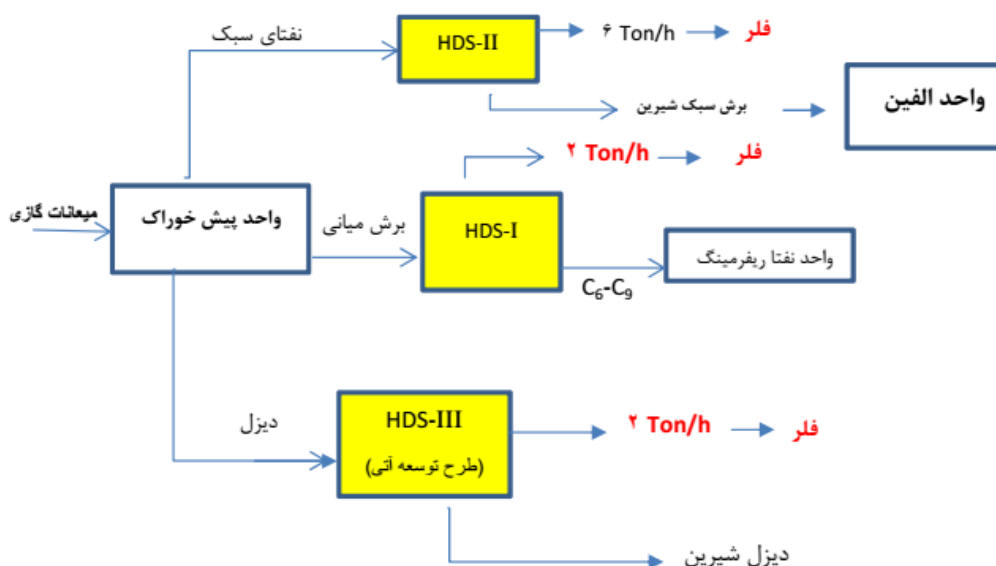 نفتای سبک
HDS-II
۶ Ton/h
فلر
برش سبک شیرین
واحد الفین
۲ Ton/h
فلر
میعانات گازی
واحد پیش خوراک
برش میانی
HDS-I
C₆-C₉
واحد نفتا ریفرمینگ
دیزل
HDS-III
(طرح توسعه آتی)
۲ Ton/h
فلر
دیزل شیرین